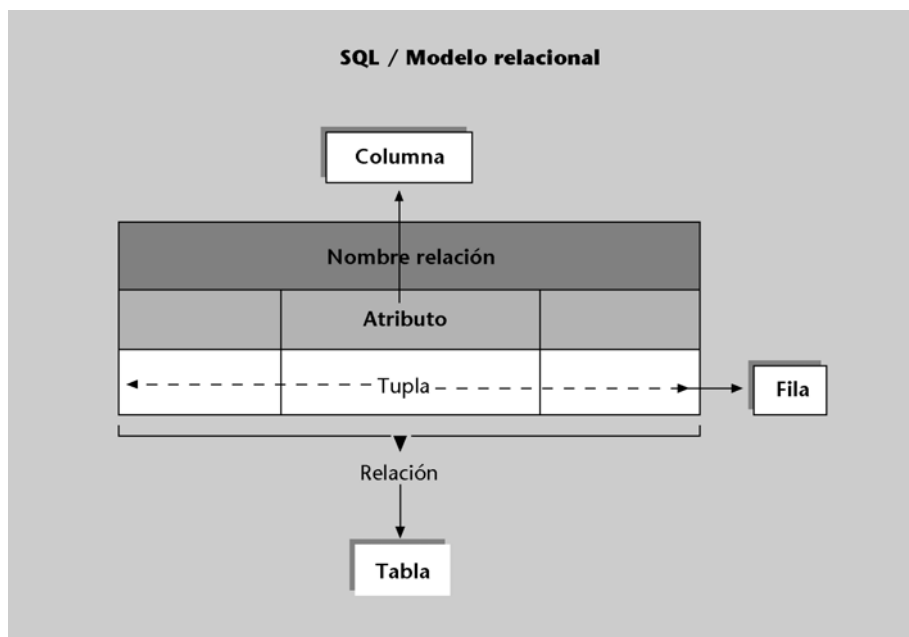 SQL / Modelo relacional
Columna
Nombre relación
Atributo
Tupla
Fila
Relación
Tabla